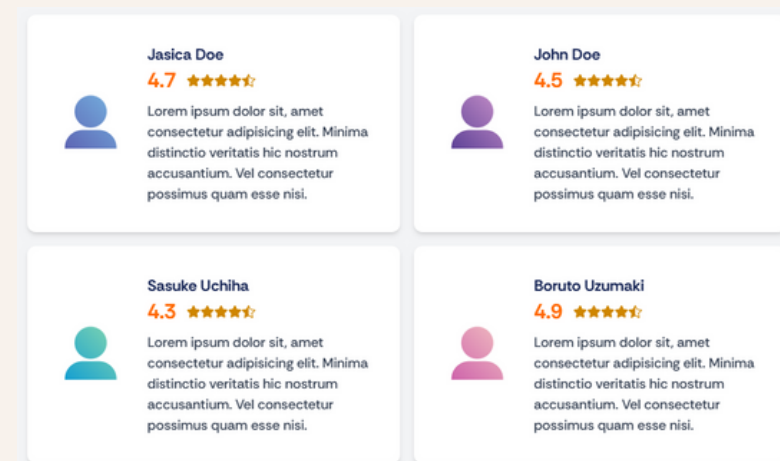 Jasica Doe
4.7
Lorem ipsum dolor sit, amet
consectetur adipisicing elit. Minima
distinctio veritatis hic nostrum
accusantium. Vel consectetur
possimus quam esse nisi.
John Doe
4.5
Lorem ipsum dolor sit, amet
consectetur adipisicing elit. Minima
distinctio veritatis hic nostrum
accusantium. Vel consectetur
possimus quam esse nisi.
Sasuke Uchiha
4.3
Lorem ipsum dolor sit, amet
consectetur adipisicing elit. Minima
distinctio veritatis hic nostrum
accusantium. Vel consectetur
possimus quam esse nisi.
Boruto Uzumaki
4.9
Lorem ipsum dolor sit, amet
consectetur adipisicing elit. Minima
distinctio veritatis hic nostrum
accusantium. Vel consectetur
possimus quam esse nisi.